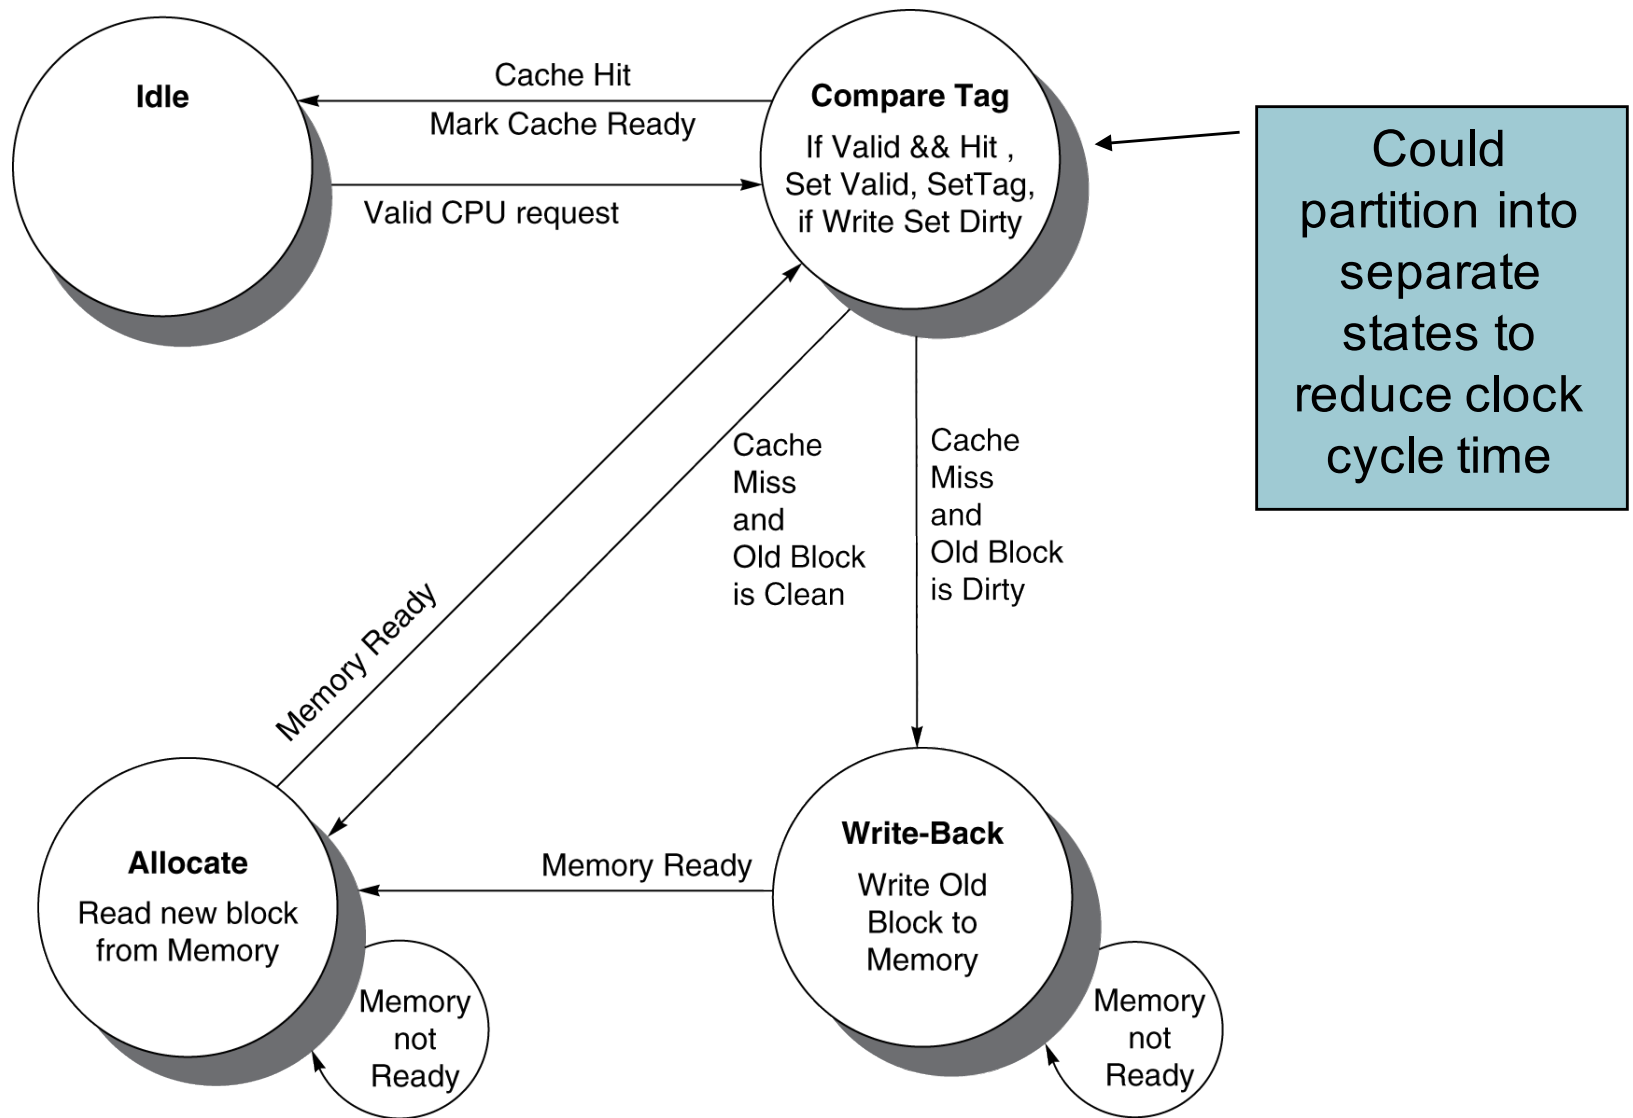 Idle
Cache Hit
Mark Cache Ready
Valid CPU request
Compare Tag
If Valid && Hit ,
Set Valid, SetTag,
if Write Set Dirty
Could
partition into
separate
states to
reduce clock
cycle time
Cache
Miss
and
Old Block
is Clean
Cache
Miss
and
Old Block
is Dirty
Memory Ready
Allocate
Read new block
from Memory
Memory
not
Ready
Memory Ready
Write-Back
Write Old
Block to
Memory
Memory
not
Ready